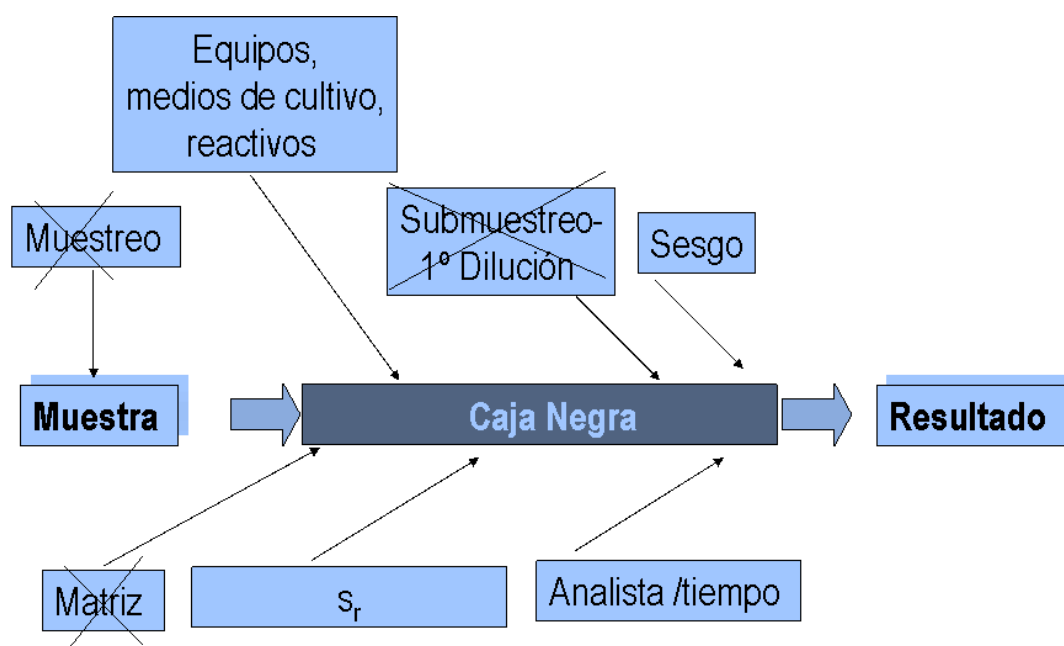 Equipos,
medios de cultivo,
reactivos
Muestreo
Submuestreo-
1º Dilución
Sesgo
Muestra
Caja Negra
Resultado
Matriz
sr
Analista /tiempo